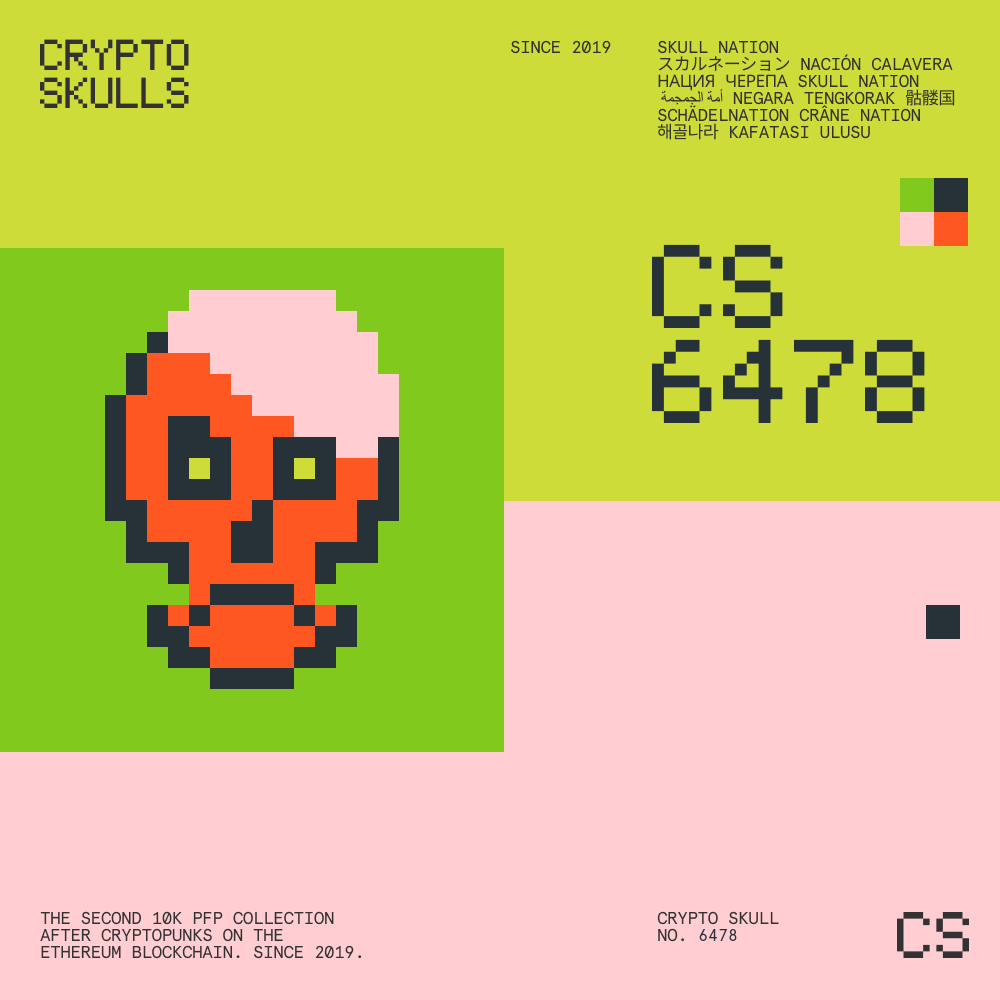 CRYPTO
SKULLS
SINCE 2019
SKULL NATION
スカルネーション NACIÓN CALAVERA
НАЦИЯ ЧЕРЕПА SKULL NATION
أمة الجمجمة NEGARA TENGKORAK 骷髅国
SCHÄDELNATION CRÂNE NATION
해골나라 KAFATASI ULUSU
CS
6478
THE SECOND 10K PFP COLLECTION
AFTER CRYPTOPUNKS ON THE
ETHEREUM BLOCKCHAIN. SINCE 2019.
CRYPTO SKULL
NO. 6478
CS